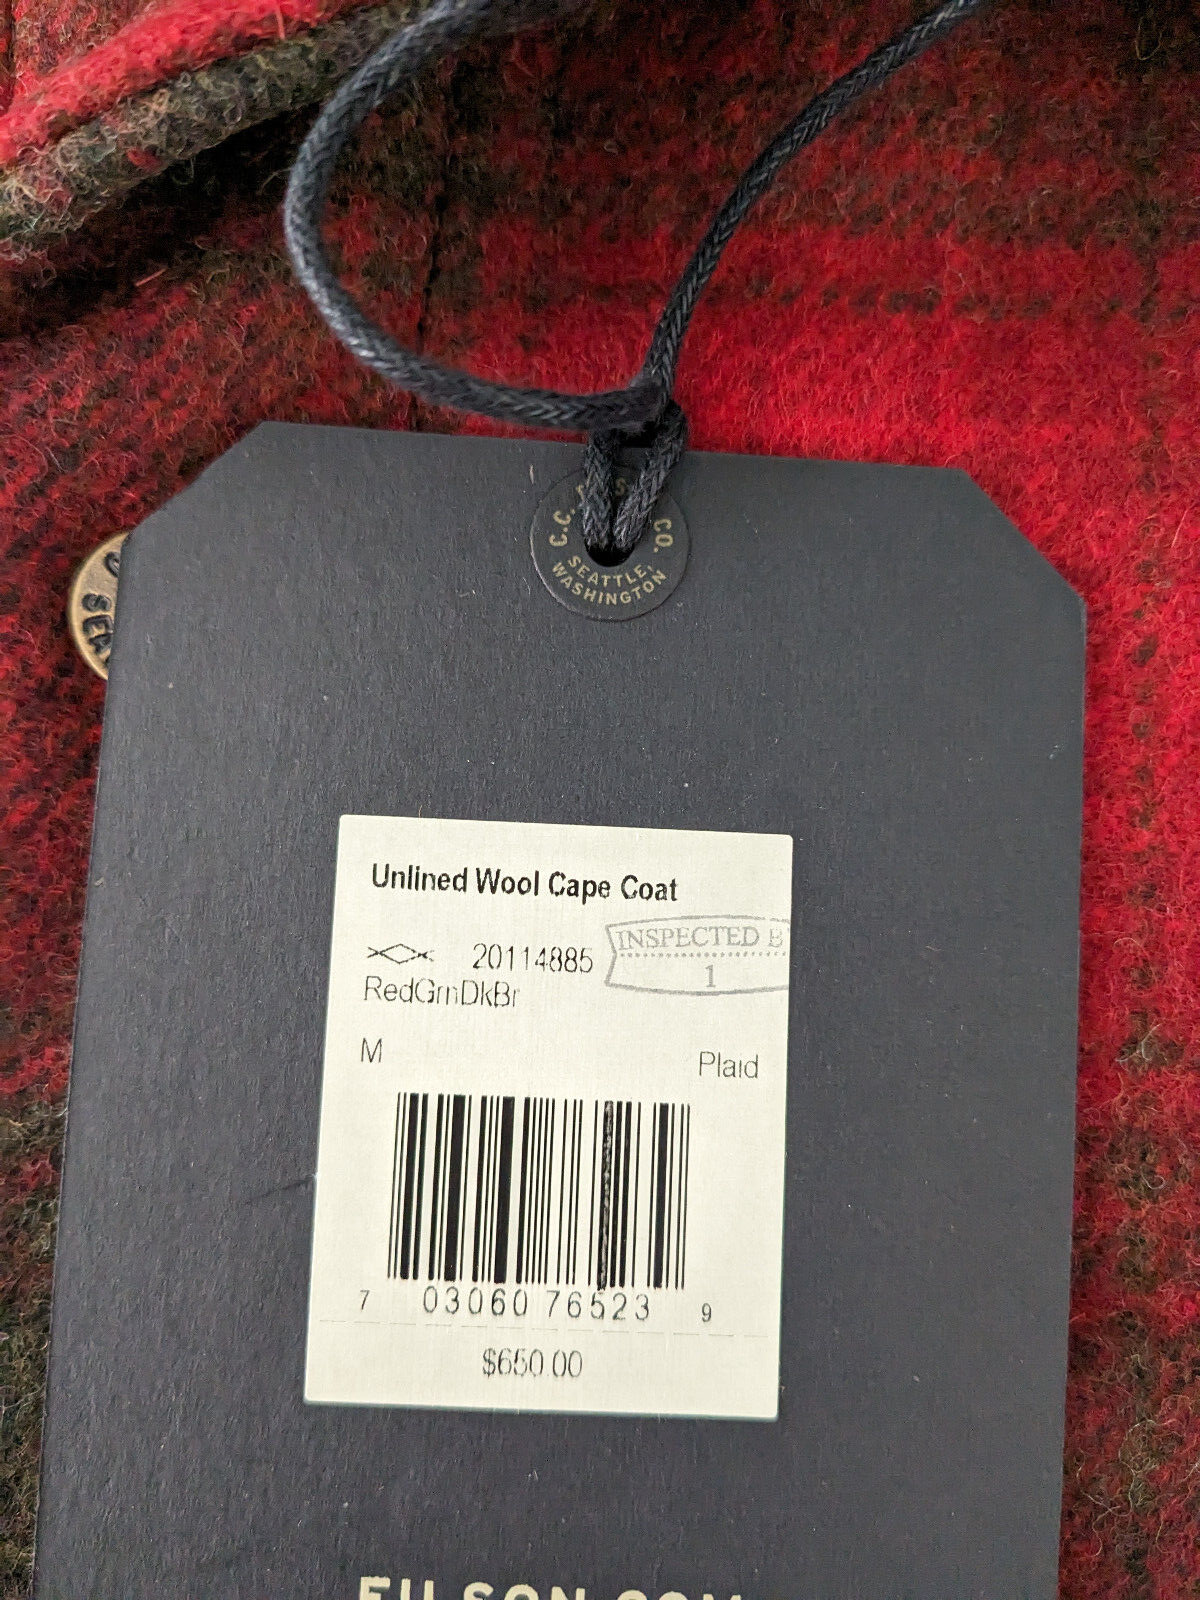 C.C. CO.
SEATTLE,
WASHINGTON
Unlined Wool Cape Coat
20114885
INSPECTED
1
RedGrnDkBr
M Plaid
7 03060 76523 9
$650.00
FILSON.COM